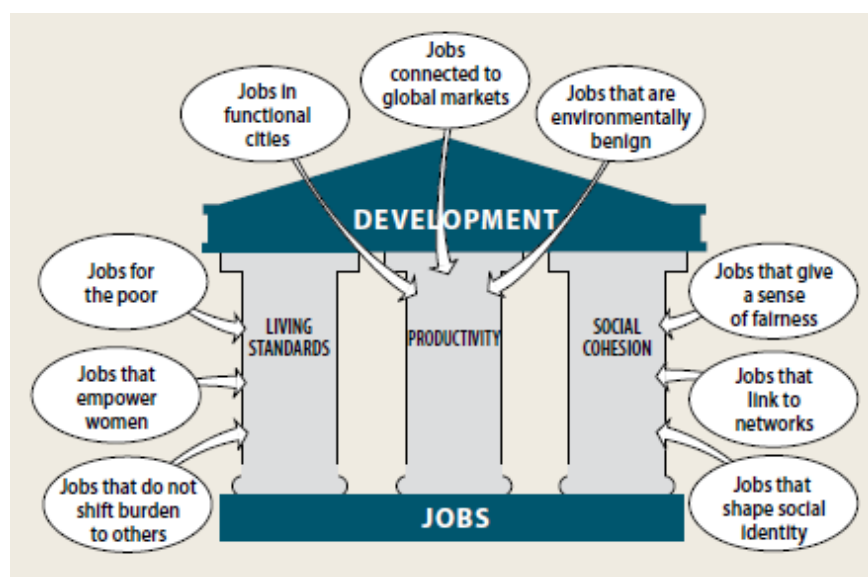 Jobs
connected to
global markets
Jobs in
functional
cities
Jobs that are
environmentally
benign
DEVELOPMENT
Jobs for
the poor
Jobs that
empower
women
Jobs that do not
shift burden
to others
LIVING
STANDARDS
PRODUCTIVITY
SOCIAL
COHESION
Jobs that give
a sense
of fairness
Jobs that
link to
networks
Jobs that
shape social
identity
JOBS